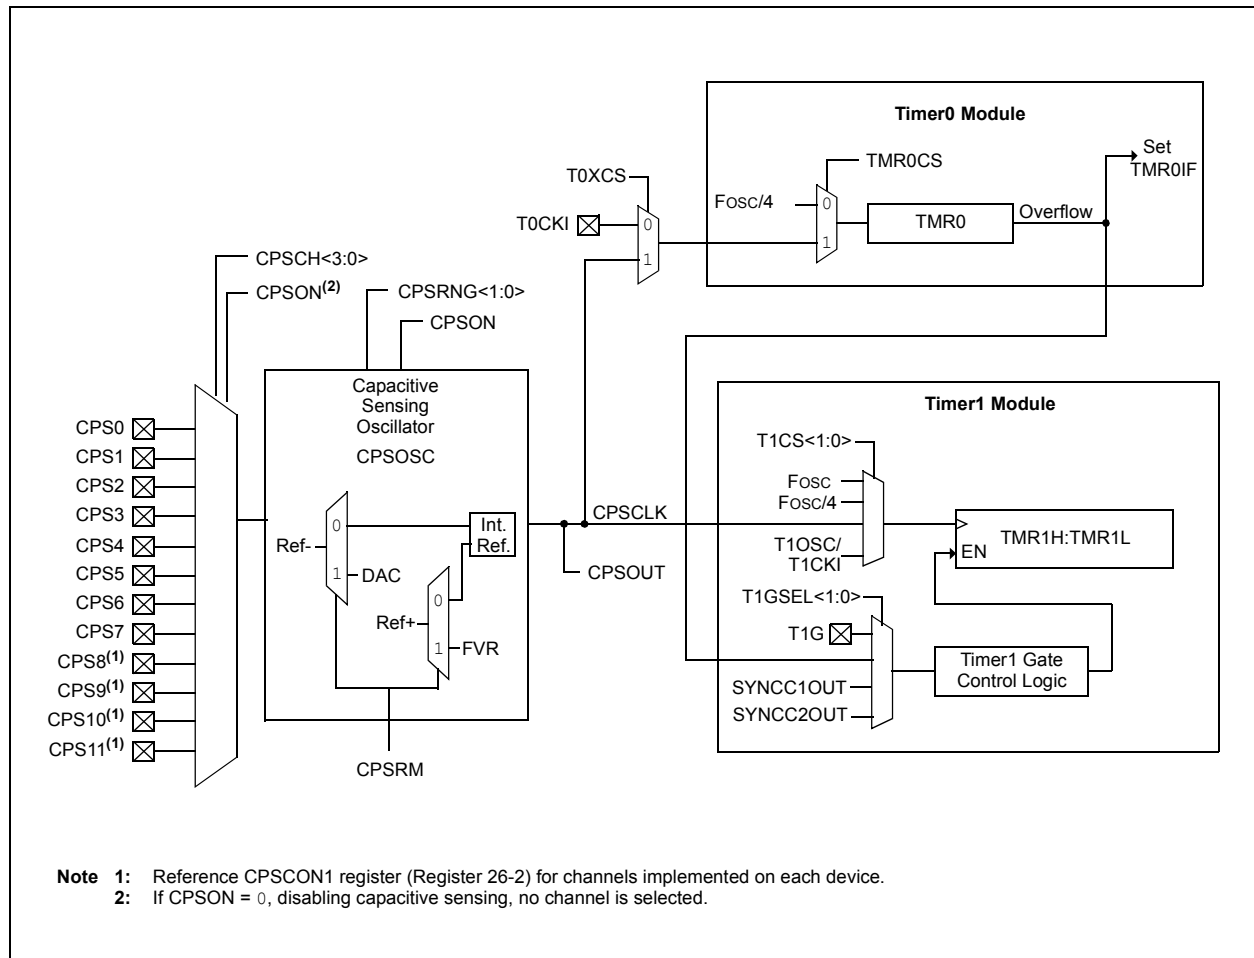 Timer0 Module
Set
TMR0IF
TMR0CS
T0XCS
FOSC/4
0
1
TMR0
Overflow
T0CKI
0
1
CPSCH<3:0>
CPSON(2)
CPSRNG<1:0>
CPSON
Capacitive
Sensing
Oscillator
CPSOSC
0
1
Ref-
DAC
Int.
Ref.
0
1
Ref+
FVR
CPSRM
CPS0
CPS1
CPS2
CPS3
CPS4
CPS5
CPS6
CPS7
CPS8(1)
CPS9(1)
CPS10(1)
CPS11(1)
CPSCLK
CPSOUT
Timer1 Module
T1CS<1:0>
FOSC
FOSC/4
T1OSC/
T1CKI
EN
TMR1H:TMR1L
T1GSEL<1:0>
T1G
SYNCC1OUT
SYNCC2OUT
Timer1 Gate
Control Logic
Note 1: Reference CPSCON1 register (Register 26-2) for channels implemented on each device.
2: If CPSON = 0, disabling capacitive sensing, no channel is selected.